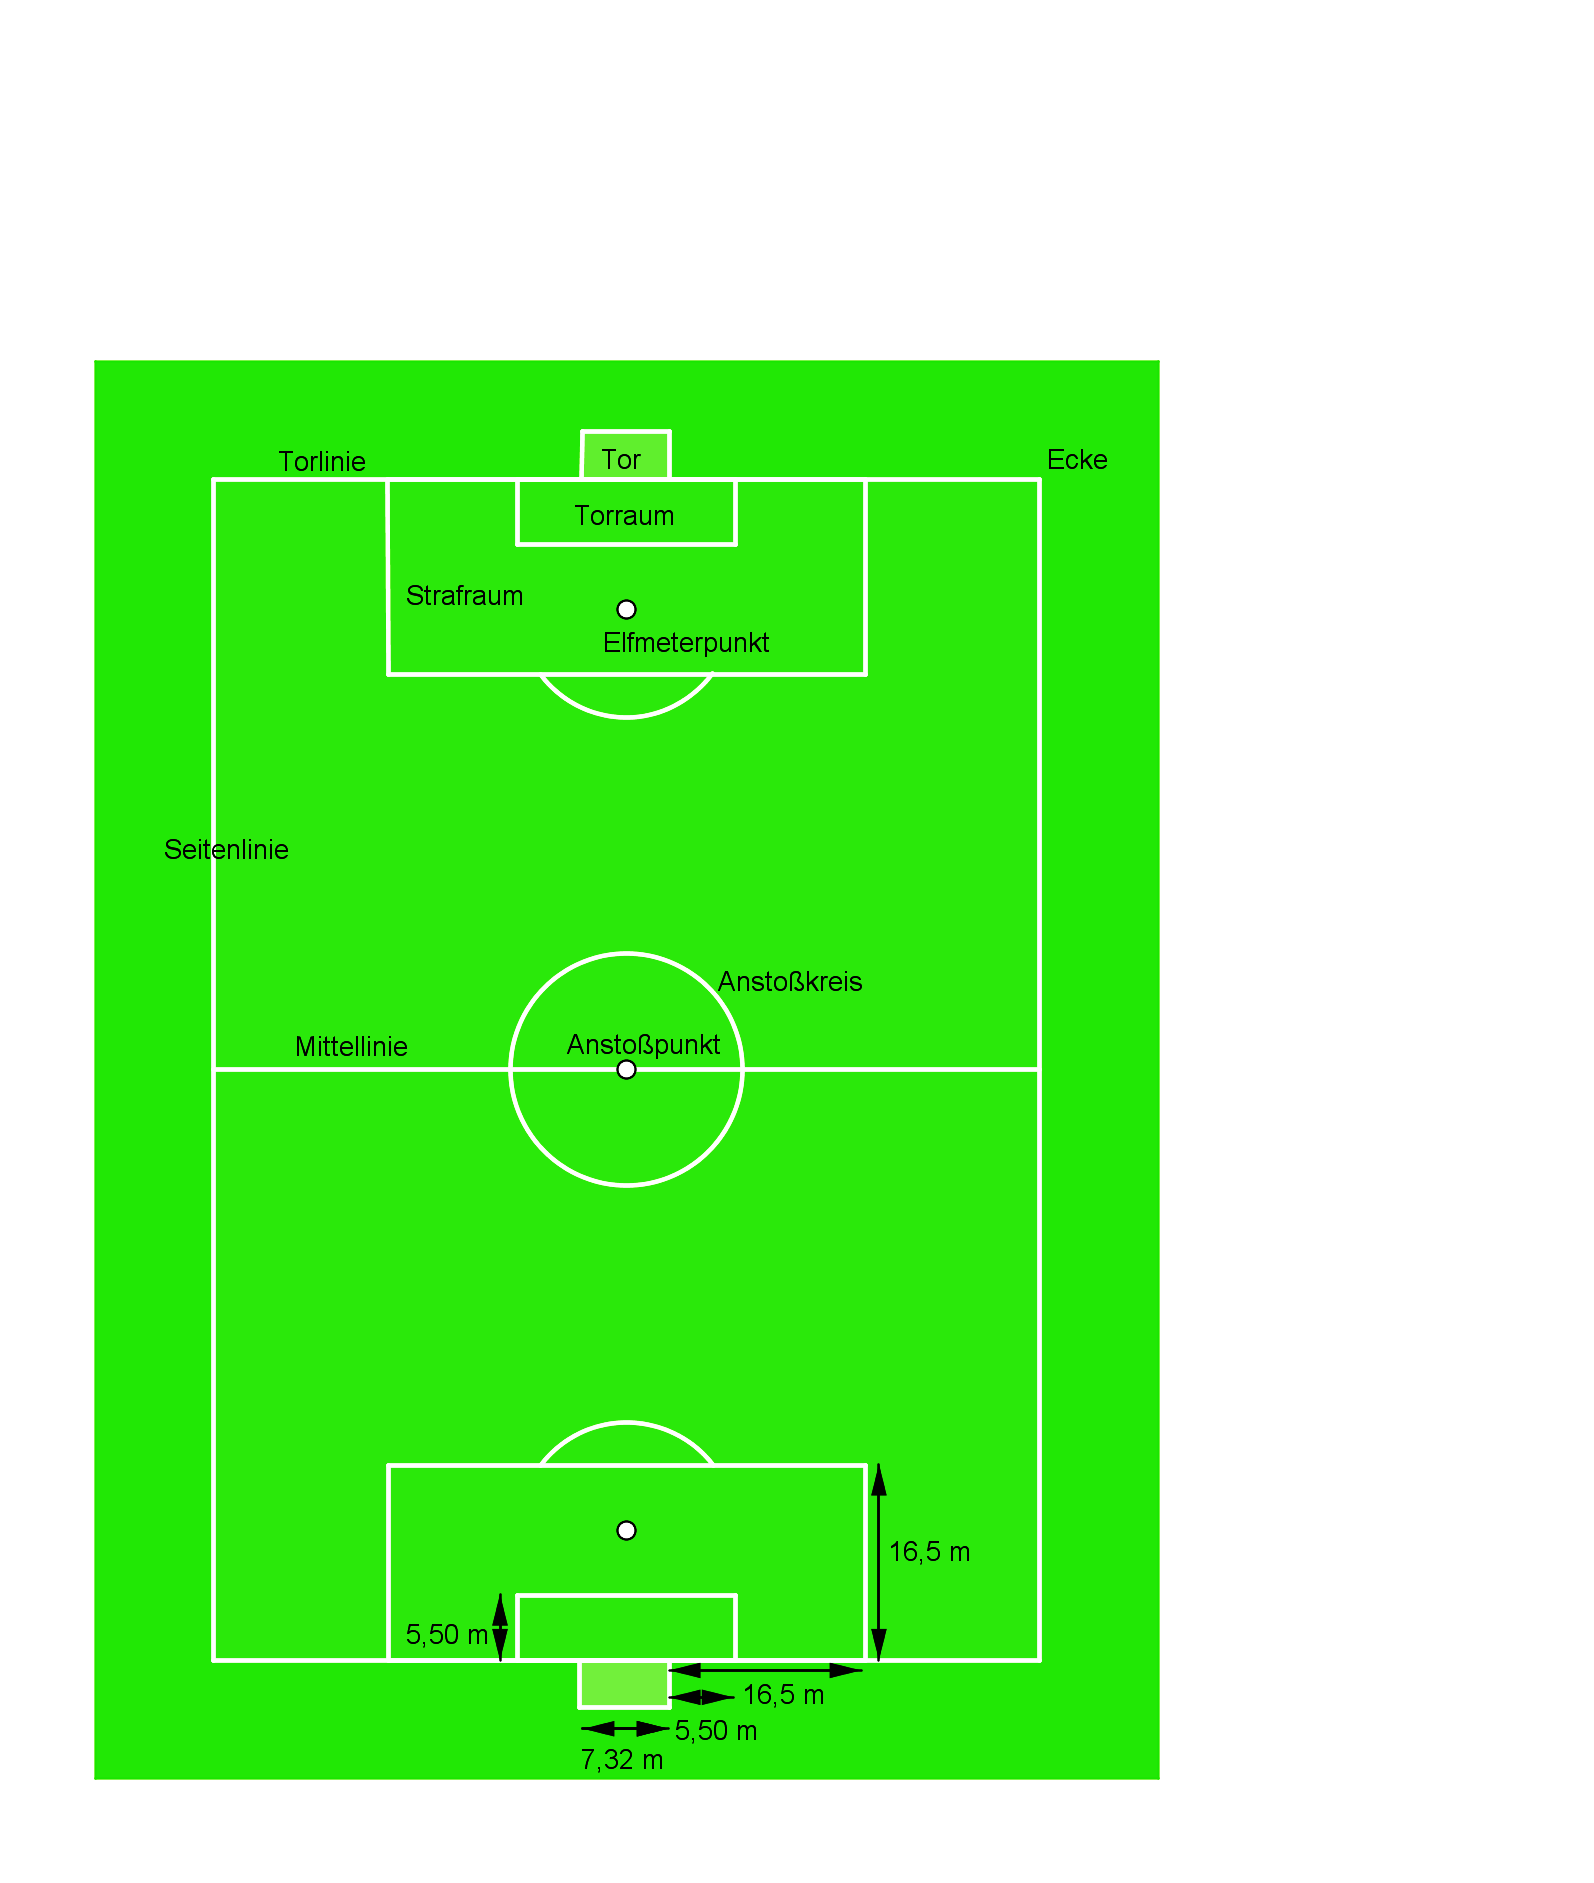 Tor
Torlinie
Ecke
Torraum
Strafraum
Elfmeterpunkt
Seitenlinie
Anstoßkreis
Anstoßpunkt
Mittellinie
16,5 m
5,50 m
16,5 m
5,50 m
7,32 m